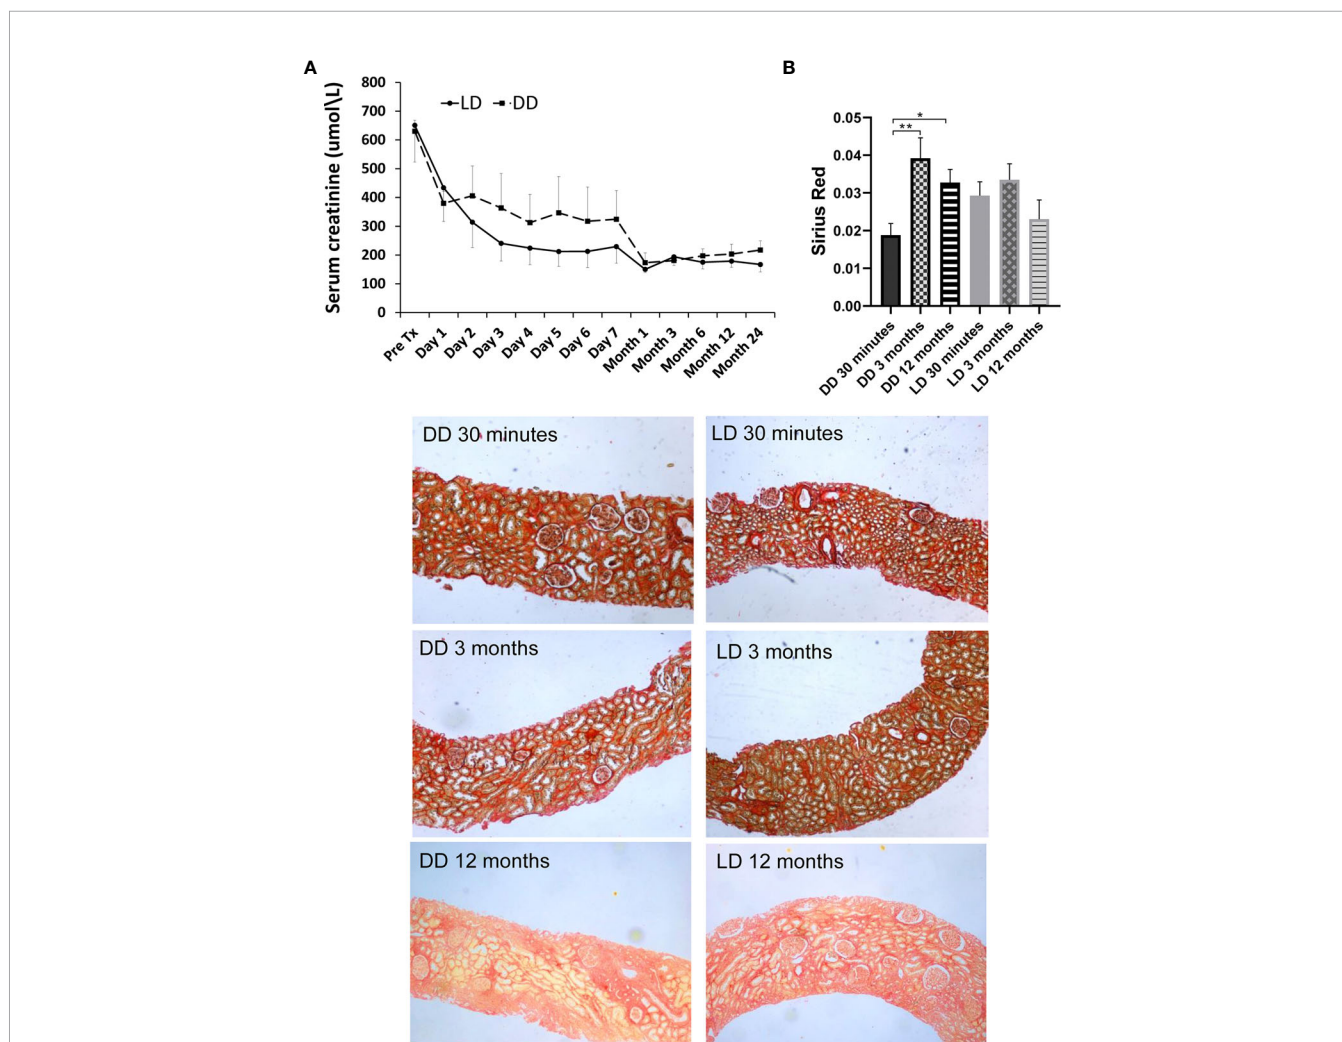 A
B
Serum creatinine (umol\L)
800
700
600
500
400
300
200
100
0
LD DD
Pre Tx
Day 1
Day 2
Day 3
Day 4
Day 5
Day 6
Day 7
Month 1
Month 3
Month 6
Month 12
Month 24
Sirius Red
0.05
0.04
0.03
0.02
0.01
0.00
*
**
DD 30 minutes
DD 3 months
DD 12 months
LD 30 minutes
LD 3 months
LD 12 months
DD 30 minutes
LD 30 minutes
DD 3 months
LD 3 months
DD 12 months
LD 12 months